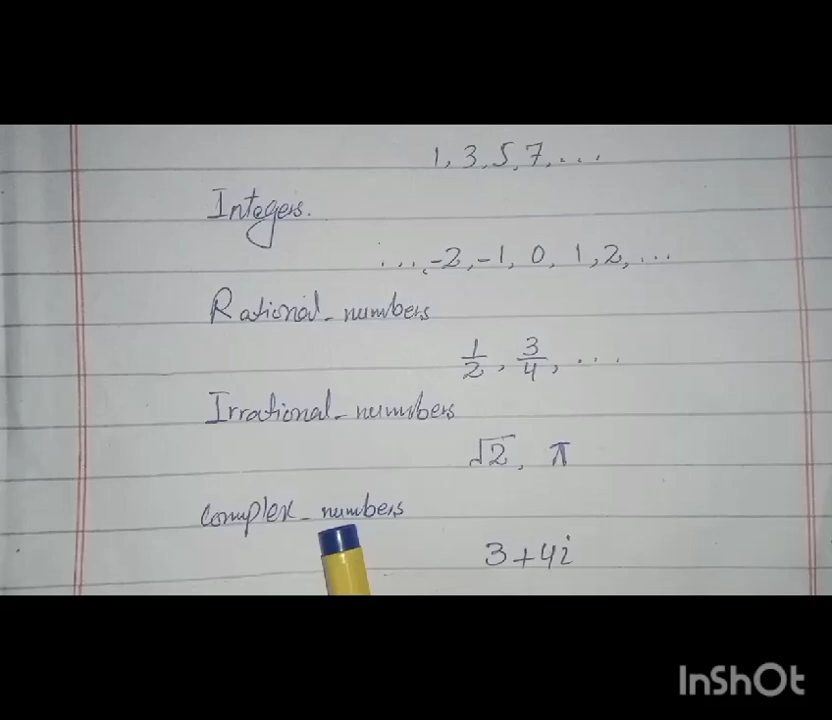 1, 3, 5, 7, ...
Integers.
..., -2, -1, 0, 1, 2, ...
Rational numbers
1/2, 3/4, ...
Irrational numbers
√2, π
complex numbers
3+4i
InShOt